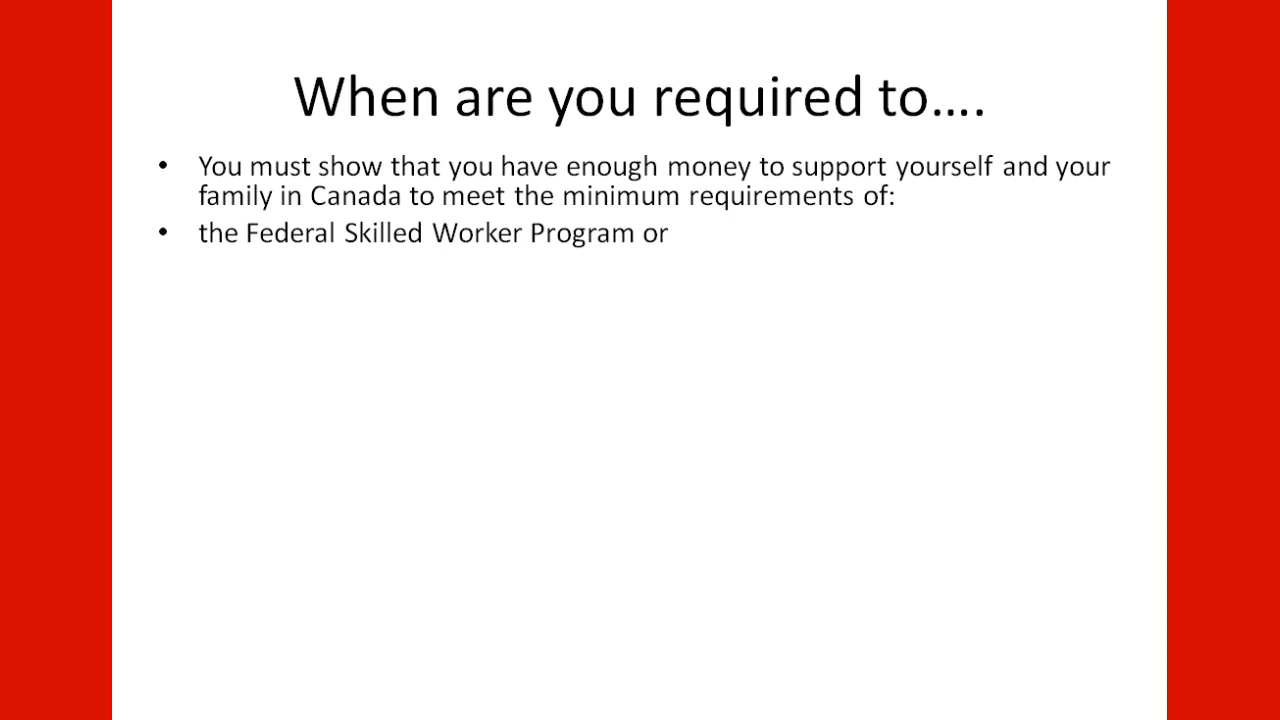 When are you required to....
• You must show that you have enough money to support yourself and your
family in Canada to meet the minimum requirements of:
• the Federal Skilled Worker Program or